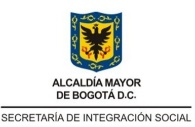 ALCALDÍA MAYOR
DE BOGOTÁ D.C.
SECRETARÍA DE INTEGRACIÓN SOCIAL